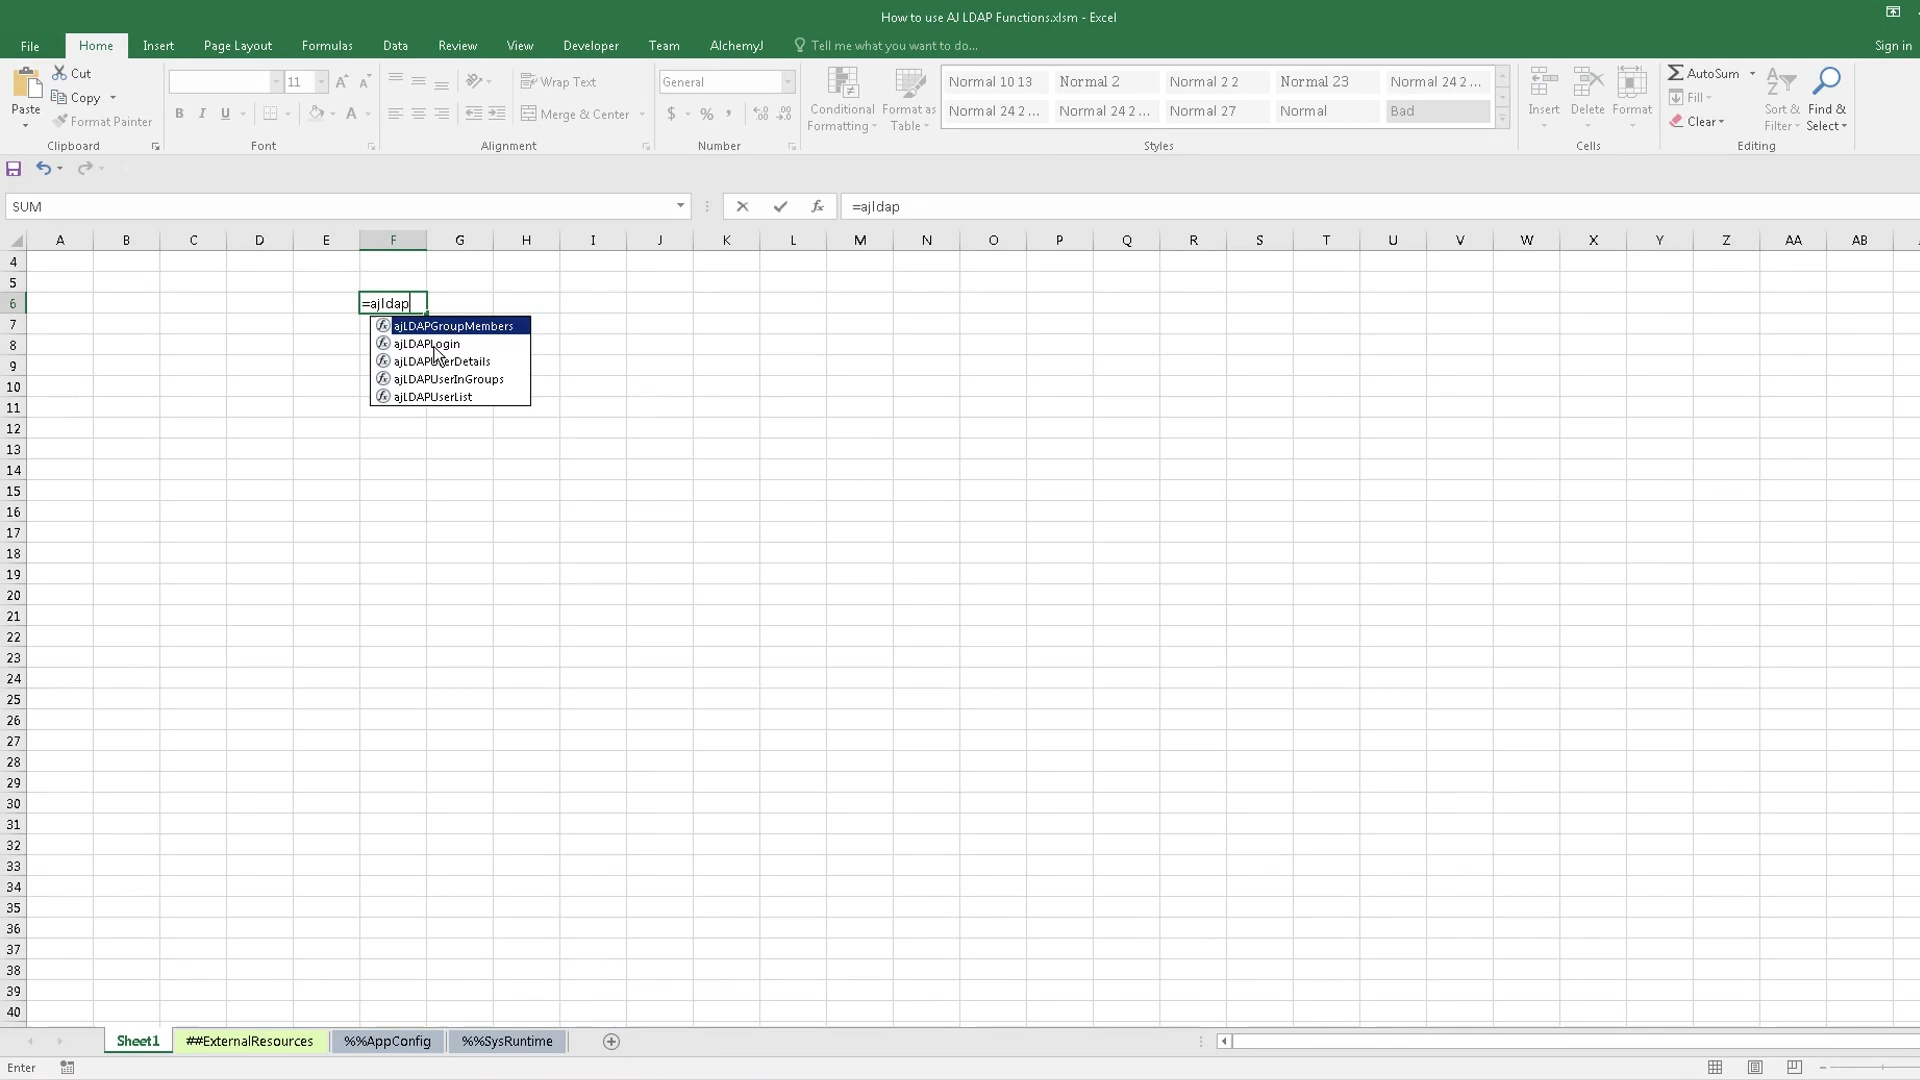 How to use AJ LDAP Functions.xlsm - Excel
File Home Insert Page Layout Formulas Data Review View Developer Team AlchemyJ Tell me what you want to do... Sign in
Paste
Cut
Copy
Format Painter
Clipboard
11
B I U
Font
Wrap Text
Merge & Center
Alignment
General
$ % ,
Number
Conditional Formatting
Format as Table
Normal 10 13 Normal 2 Normal 2 2 Normal 23 Normal 24 2 ...
Normal 24 2 ... Normal 24 2 ... Normal 27 Normal Bad
Styles
Insert Delete Format
Cells
AutoSum
Fill
Clear
Sort & Filter
Find & Select
Editing
SUM =ajldap
A B C D E F G H I J K L M N O P Q R S T U V W X Y Z AA AB
4
5
6 =ajldap
7
8
9
10
11
12
13
14
15
16
17
18
19
20
21
22
23
24
25
26
27
28
29
30
31
32
33
34
35
36
37
38
39
40
ajLDAPGroupMembers
ajLDAPLogin
ajLDAPUserDetails
ajLDAPUserInGroups
ajLDAPUserList
Sheet1 ##ExternalResources %%AppConfig %%SysRuntime
Enter